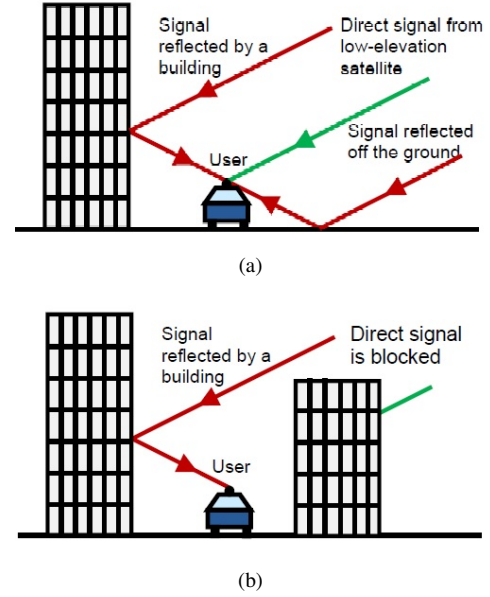 Signal
reflected by a
building
Direct signal from
low-elevation
satellite
User
Signal reflected
off the ground
(a)
Signal
reflected by a
building
Direct signal
is blocked
User
(b)